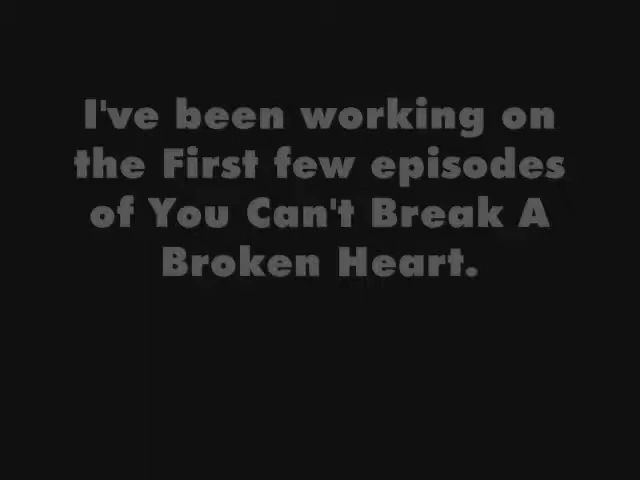 I've been working on
the First few episodes
of You Can't Break A
Broken Heart.